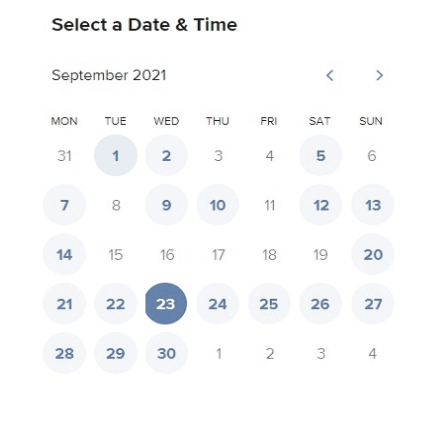 Select a Date & Time
September 2021 < >
MON TUE WED THU FRI SAT SUN
31 1 2 3 4 5 6
7 8 9 10 11 12 13
14 15 16 17 18 19 20
21 22 23 24 25 26 27
28 29 30 1 2 3 4